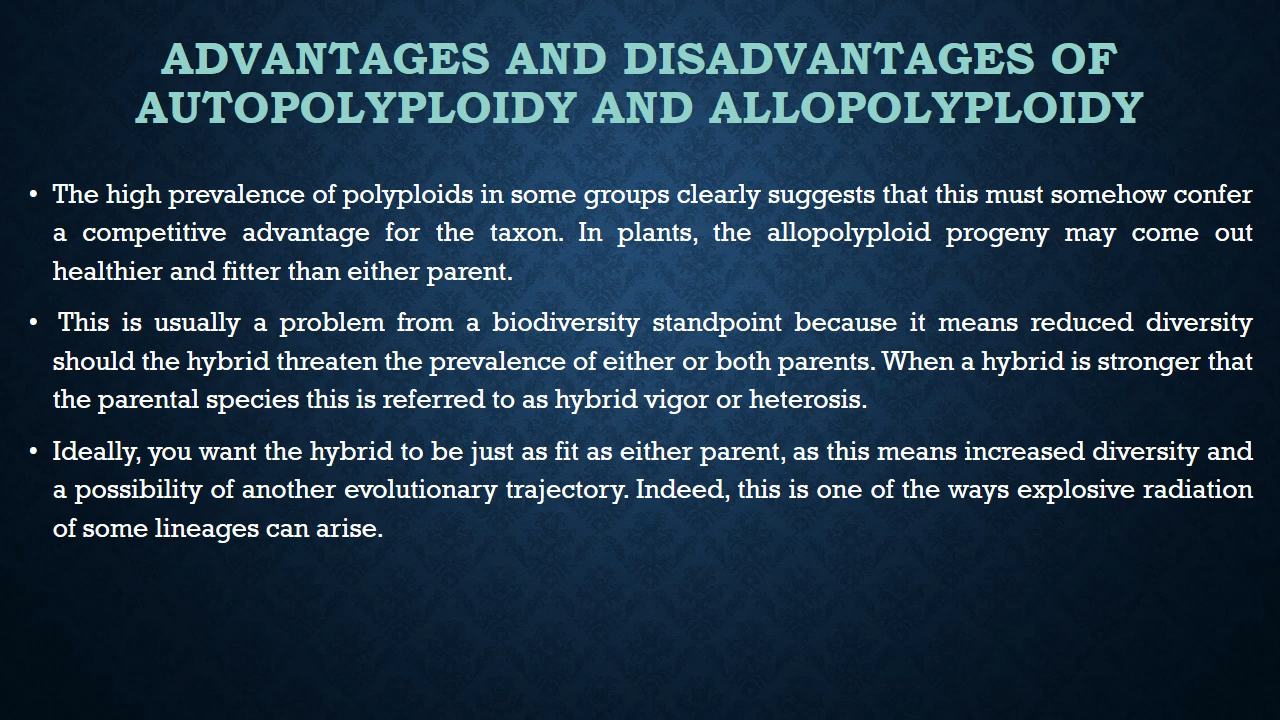 ADVANTAGES AND DISADVANTAGES OF
AUTOPOLYPLOIDY AND ALLOPOLYPLOIDY
• The high prevalence of polyploids in some groups clearly suggests that this must somehow confer
a competitive advantage for the taxon. In plants, the allopolyploid progeny may come out
healthier and fitter than either parent.
• This is usually a problem from a biodiversity standpoint because it means reduced diversity
should the hybrid threaten the prevalence of either or both parents. When a hybrid is stronger that
the parental species this is referred to as hybrid vigor or heterosis.
• Ideally, you want the hybrid to be just as fit as either parent, as this means increased diversity and
a possibility of another evolutionary trajectory. Indeed, this is one of the ways explosive radiation
of some lineages can arise.